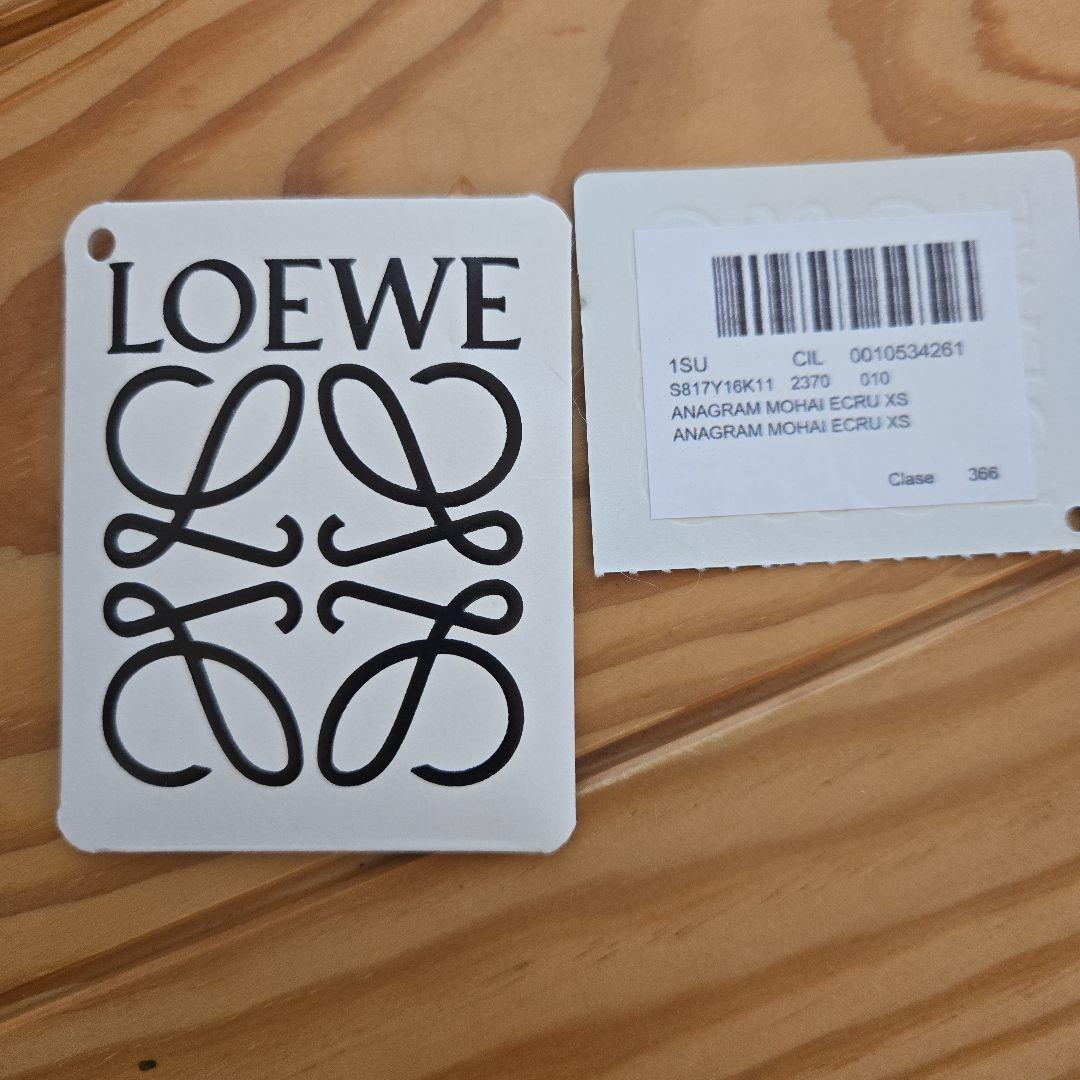 LOEWE
1SU CIL 0010534261
S817Y16K11 2370 010
ANAGRAM MOHAI ECRU XS
ANAGRAM MOHAI ECRU XS
Clase 366